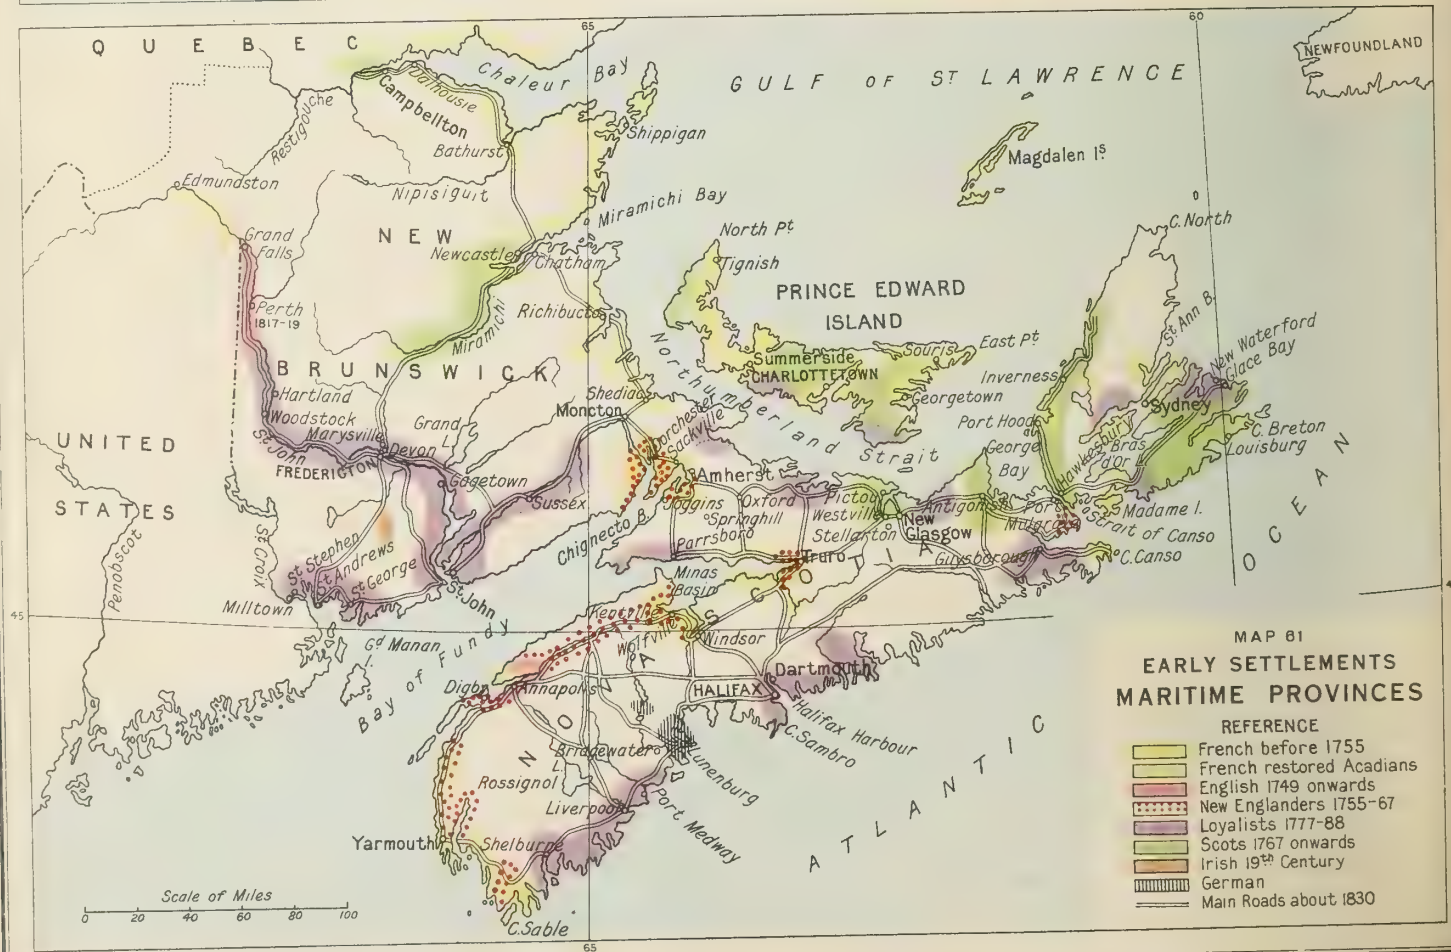 65
60
QUEBEC
NEWFOUNDLAND
Chaleur Bay
GULF OF ST LAWRENCE
Dalhousie
Campbellton
Restigouche
Shippigan
Bathurst
Magdalen Is.
Edmundston
Nipisiguit
Miramichi Bay
C. North
North Pt
Grand Falls
NEW
Newcastle
Chatham
Tignish
PRINCE EDWARD
ISLAND
Perth
1817-19
Richibucto
Miramichi
St Ann B.
New Waterford
Glace Bay
BRUNSWICK
Northumberland Strait
Summerside
CHARLOTTETOWN
Souris
East Pt
Inverness
Hartland
Woodstock
Shediac
Georgetown
Sydney
Moncton
Dorchester
Sackville
Port Hood
Marysville
Grand L.
C. Breton
Louisburg
UNITED
STATES
St John
FREDERICTON
Devon
George Bay
Hawkesbury
Bras d'Or L.
Gagetown
Amherst
Sussex
Joggins
Oxford
Pictou
Antigonish
Port Mulgrave
Madame I.
Springhill
Westville
New Glasgow
Strait of Canso
Stellarton
Chignecto B.
Parrsboro
Truro
Guysborough
C. Canso
Penobscot
St Croix
St Stephen
St Andrews
St George
St John
Milltown
Minas Basin
45
Kentville
Wolfville
Windsor
Gd Manan I.
Bay of Fundy
Digby
Annapolis
NOVA SCOTIA
HALIFAX
Dartmouth
Halifax Harbour
C. Sambro
Bridgewater
Lunenburg
L. Rossignol
Liverpool
Port Medway
Yarmouth
Shelburne
C. Sable
ATLANTIC OCEAN
Scale of Miles
0 20 40 60 80 100
65
MAP 61
EARLY SETTLEMENTS
MARITIME PROVINCES
REFERENCE
French before 1755
French restored Acadians
English 1749 onwards
New Englanders 1755-67
Loyalists 1777-88
Scots 1767 onwards
Irish 19th Century
German
Main Roads about 1830